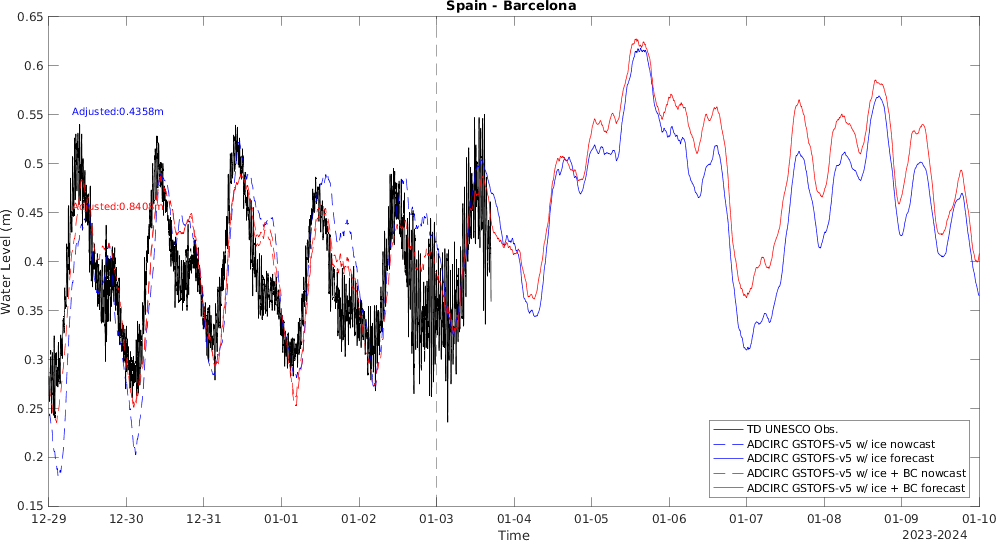 Spain - Barcelona
Water Level (m)
0.65
0.6
0.55
0.5
0.45
0.4
0.35
0.3
0.25
0.2
0.15
Adjusted:0.4358m
TD UNESCO Obs.
ADCIRC GSTOFS-v5 w/ ice nowcast
ADCIRC GSTOFS-v5 w/ ice forecast
ADCIRC GSTOFS-v5 w/ ice + BC nowcast
ADCIRC GSTOFS-v5 w/ ice + BC forecast
12-29 12-30 12-31 01-01 01-02 01-03 01-04 01-05 01-06 01-07 01-08 01-09 01-10
Time
2023-2024